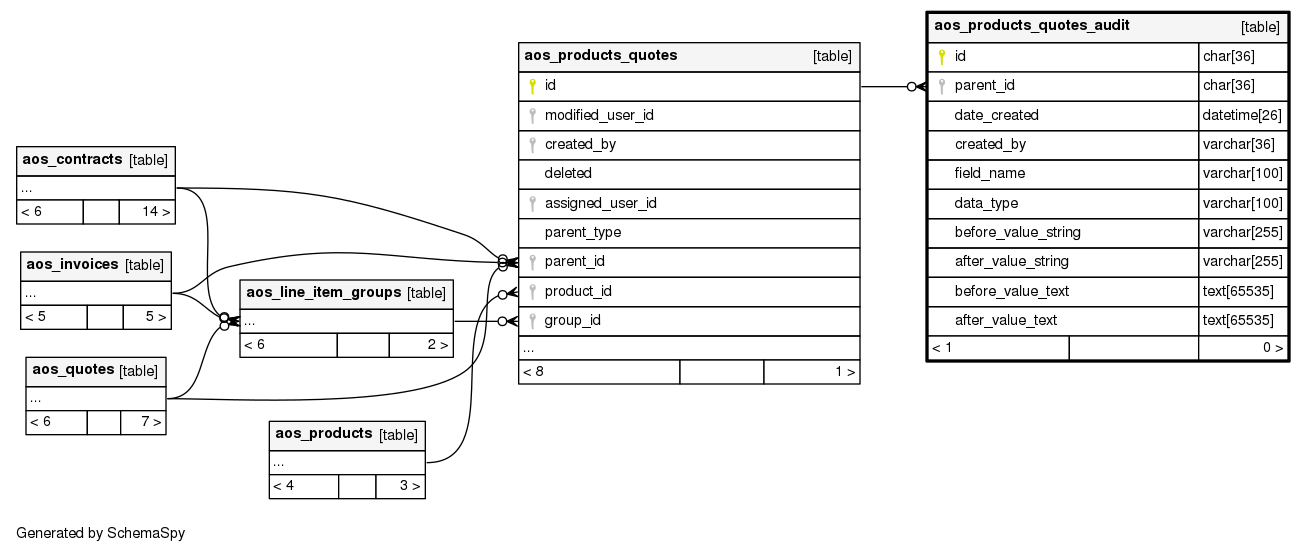 aos_products_quotes_audit [table]
id char[36]
parent_id char[36]
date_created datetime[26]
created_by varchar[36]
field_name varchar[100]
data_type varchar[100]
before_value_string varchar[255]
after_value_string varchar[255]
before_value_text text[65535]
after_value_text text[65535]
< 1 0 >
aos_products_quotes [table]
id
modified_user_id
created_by
deleted
assigned_user_id
parent_type
parent_id
product_id
group_id
...
< 8 1 >
aos_contracts [table]
...
< 6 14 >
aos_invoices [table]
...
< 5 5 >
aos_line_item_groups [table]
...
< 6 2 >
aos_quotes [table]
...
< 6 7 >
aos_products [table]
...
< 4 3 >
Generated by SchemaSpy